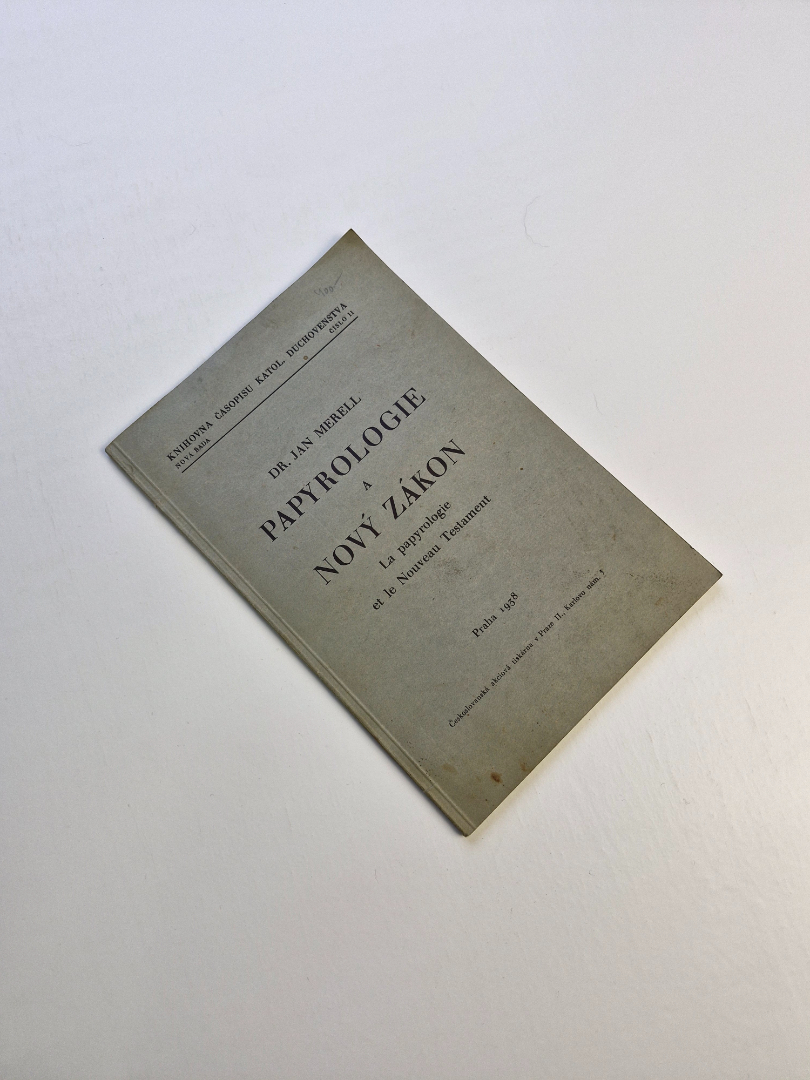 KNIHOVNA ČASOPISU KATOL. DUCHOVENSTVA
NOVÁ ŘADA ČÍSLO 11
DR. JAN MERELL
PAPYROLOGIE
A
NOVÝ ZÁKON
La papyrologie
et le Nouveau Testament
Praha 1938
Československá akciová tiskárna v Praze II., Karlovo nám. 5